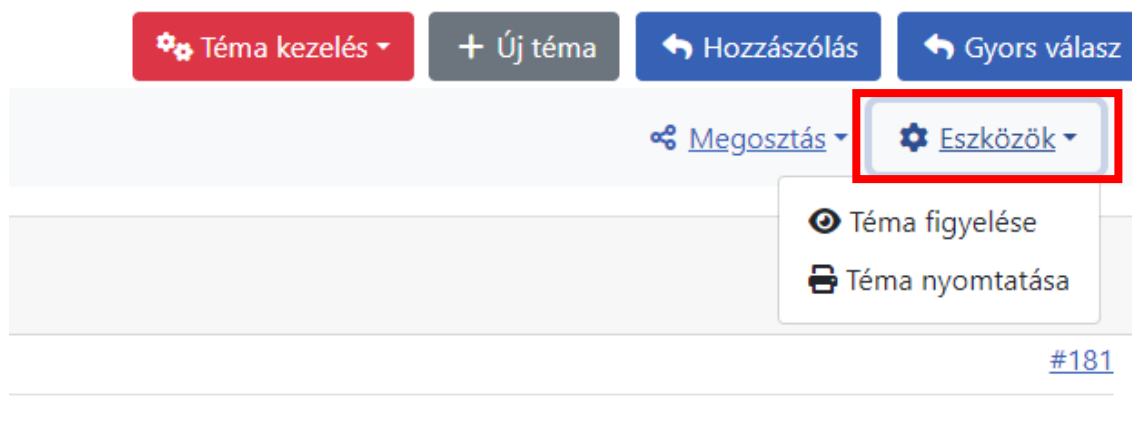 Téma kezelés
+ Új téma
Hozzászólás
Gyors válasz
Megosztás
Eszközök
Téma figyelése
Téma nyomtatása
#181